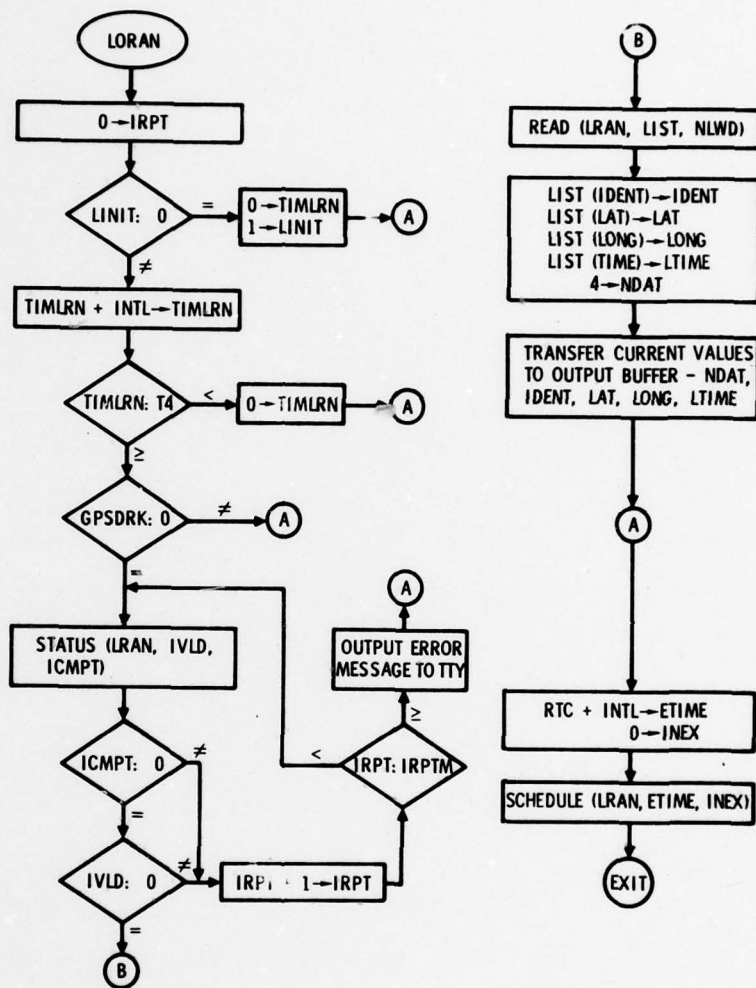 LORAN
0→IRPT
LINIT: 0
=
0→TIMLRN
1→LINIT
A
≠
TIMLRN + INTL→TIMLRN
TIMLRN: T4
<
0→TIMLRN
A
≥
GPSDRK: 0
≠
A
=
STATUS (LRAN, IVLD,
ICMPT)
ICMPT: 0
≠
=
IVLD: 0
≠
=
B
IRPT 1→IRPT
IRPT: IRPTM
<
≥
OUTPUT ERROR
MESSAGE TO TTY
A
B
READ (LRAN, LIST, NLWD)
LIST (IDENT)→IDENT
LIST (LAT)→LAT
LIST (LONG)→LONG
LIST (TIME)→LTIME
4→NDAT
TRANSFER CURRENT VALUES
TO OUTPUT BUFFER - NDAT,
IDENT, LAT, LONG, LTIME
A
RTC + INTL→ETIME
0→INEX
SCHEDULE (LRAN, ETIME, INEX)
EXIT